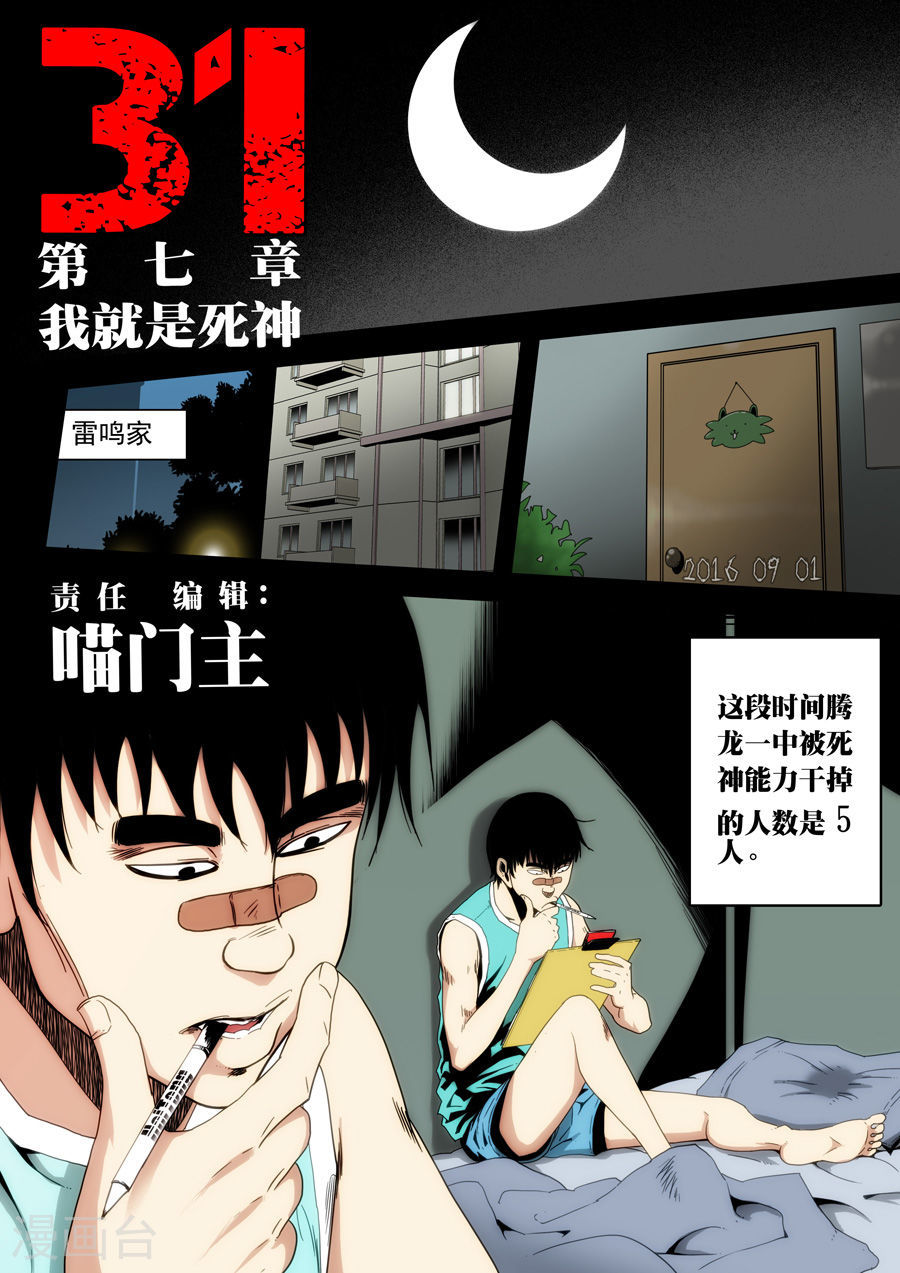 31
第七章
我就是死神
雷鸣家
2016 09 01
责任 编辑：
喵门主
这段时间腾
龙一中被死
神能力干掉
的人数是 5
人。
漫画台